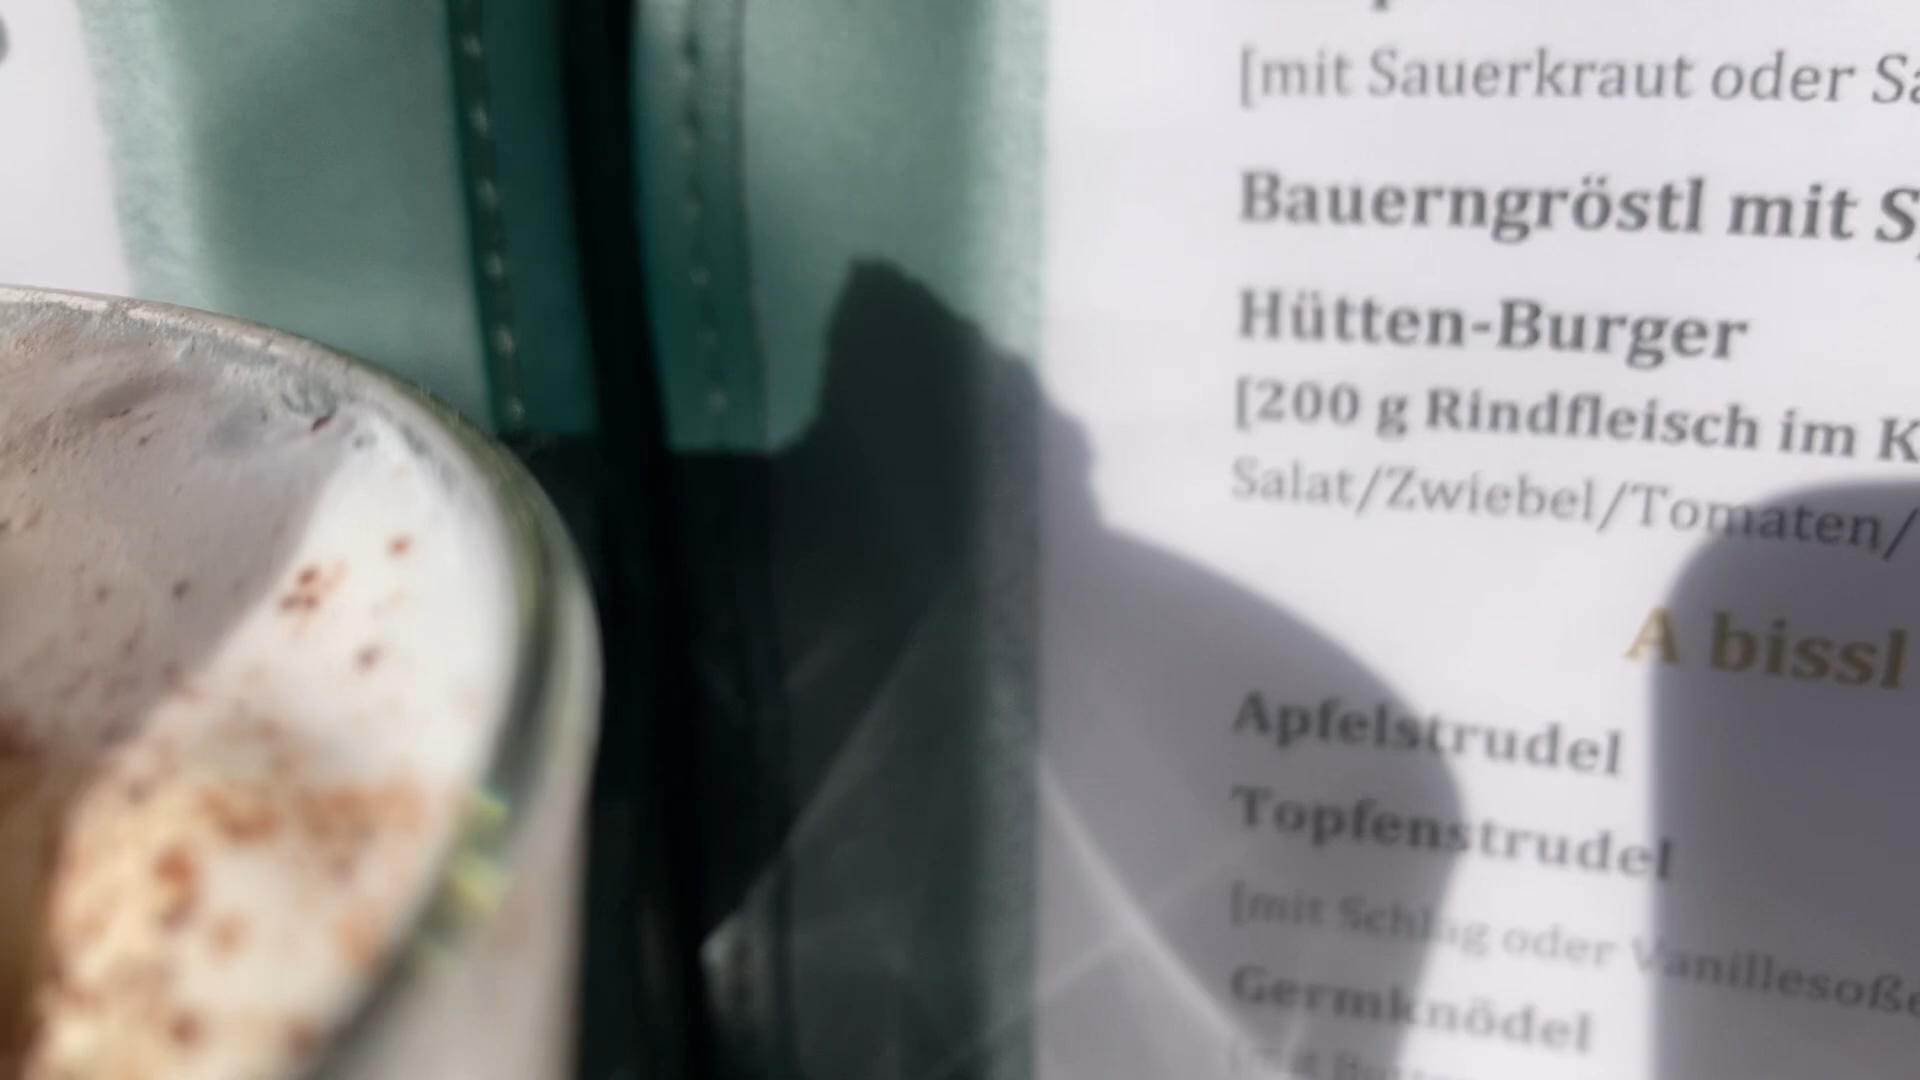 [mit Sauerkraut oder
Bauerngröstl mit
Hütten-Burger
[200 g Rindfleisch im
Salat/Zwiebel/Tomaten/
A bissl
Apfelstrudel
Topfenstrudel
[mit Schlag oder Vanillesoße
Germknödel